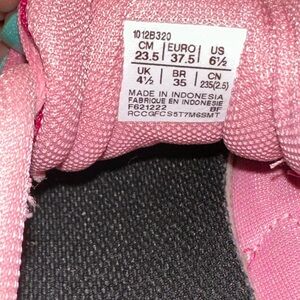 1012B320
CM EURO US
23.5 37.5 6½
UK BR CN
4½ 35 235(2.5)
MADE IN INDONESIA
FABRIQUE EN INDONESIE
F621222 BF
RCCGFCS5T7M6SMT